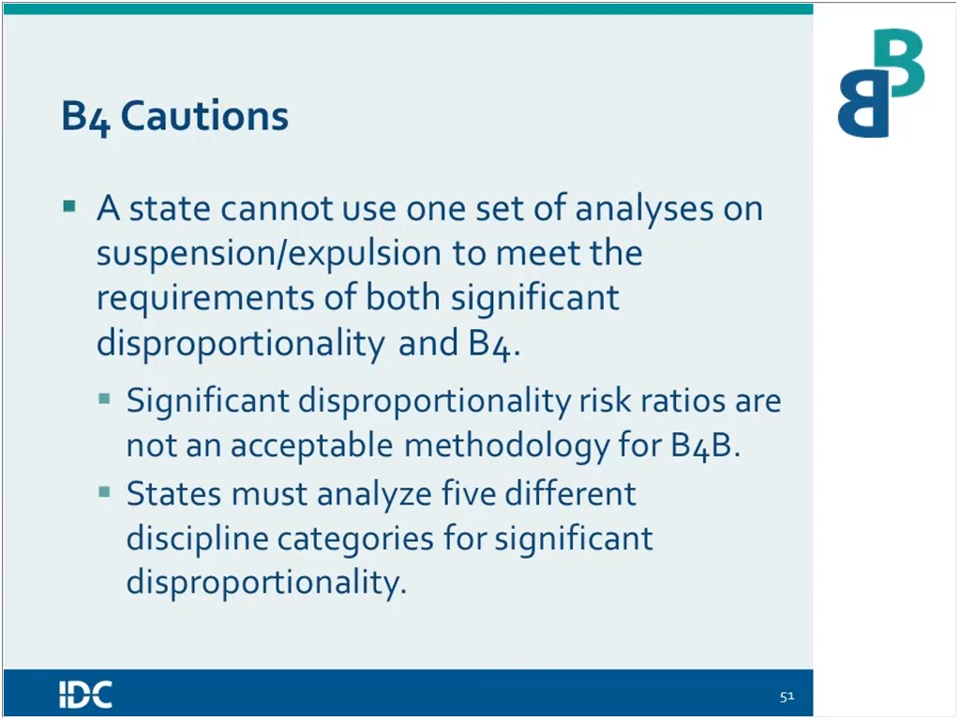 B4 Cautions
A state cannot use one set of analyses on
suspension/expulsion to meet the
requirements of both significant
disproportionality and B4.
Significant disproportionality risk ratios are
not an acceptable methodology for B4B.
States must analyze five different
discipline categories for significant
disproportionality.
B
B
IDC
51